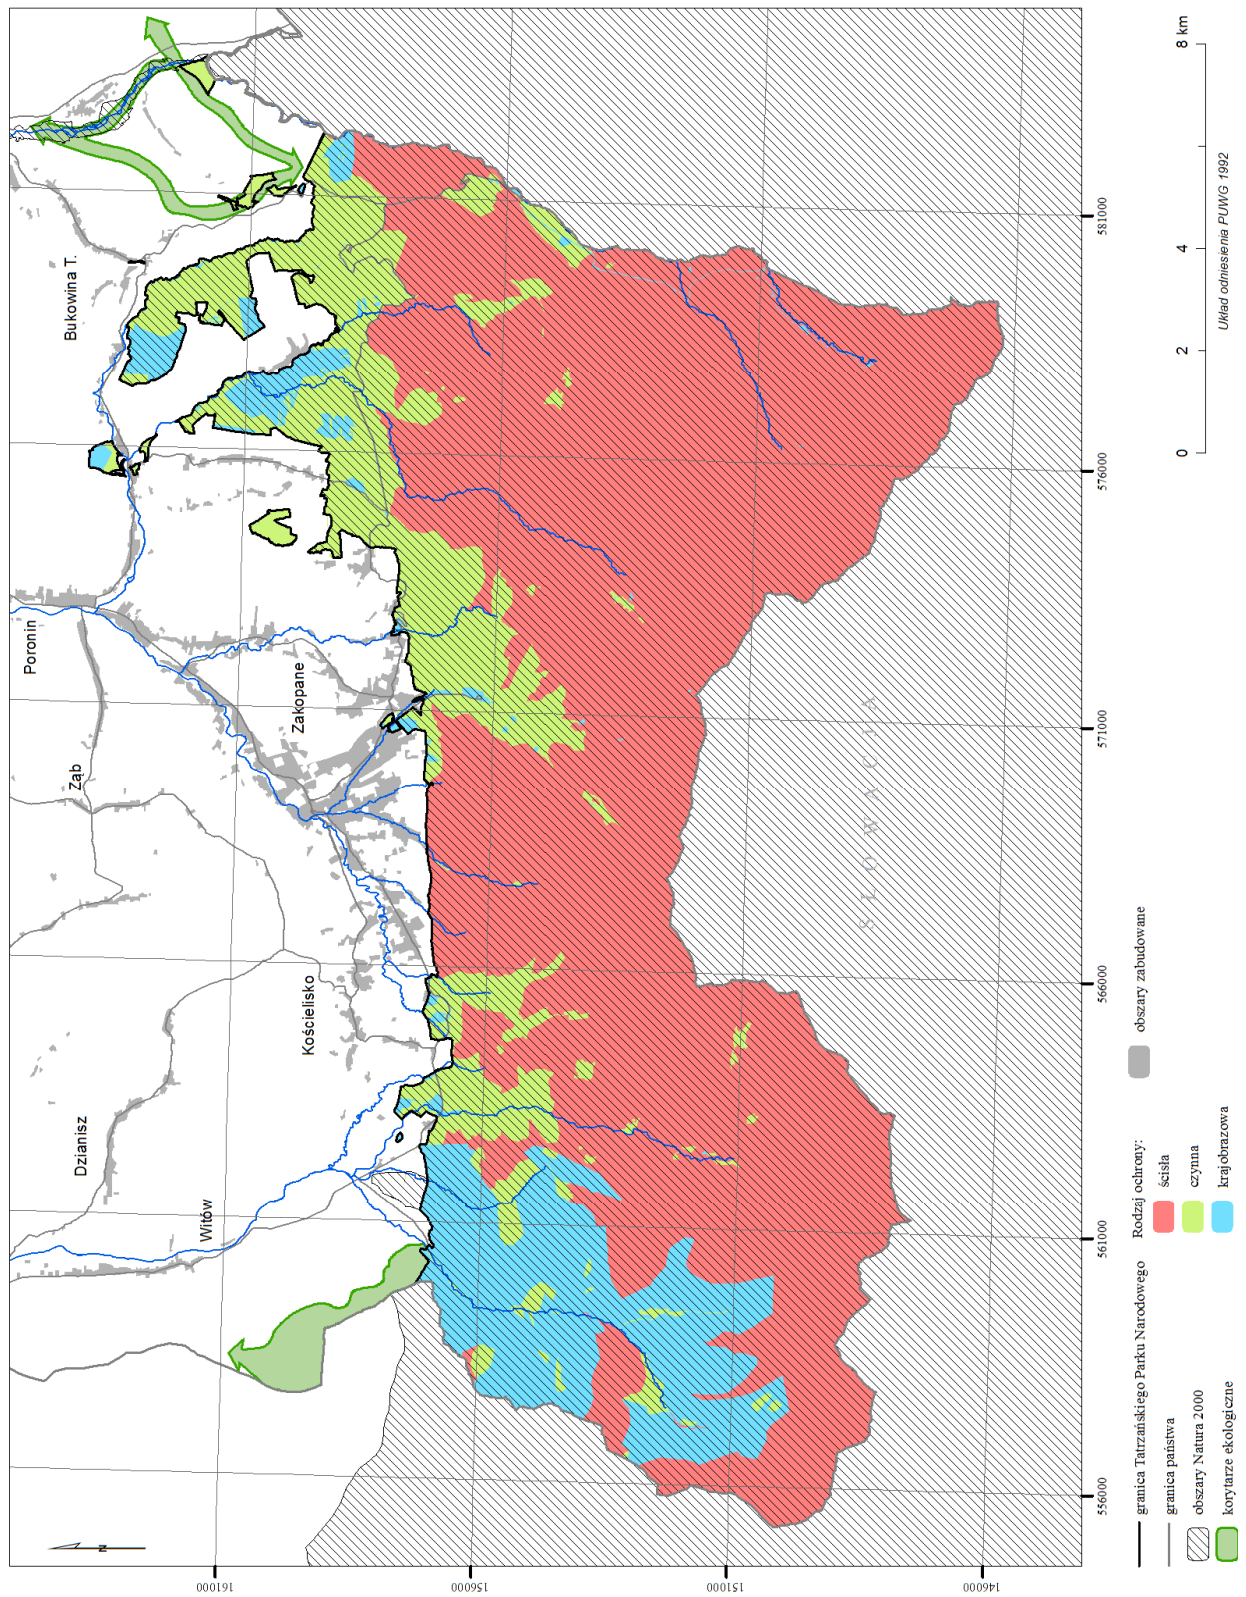 Bukowina T.
Poronin
Ząb
Zakopane
Kościelisko
Dzianisz
Witów
SŁOWACJA
N
161000
156000
151000
146000
556000
561000
566000
571000
576000
581000
granica Tatrzańskiego Parku Narodowego
granica państwa
obszary Natura 2000
korytarze ekologiczne
Rodzaj ochrony:
ścisła
czynna
krajobrazowa
obszary zabudowane
0 2 4 8 km
Układ odniesienia PUWG 1992